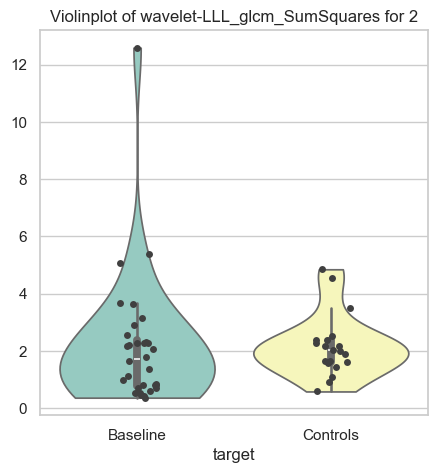 Violinplot of wavelet-LLL_glcm_SumSquares for 2
12
10
8
6
4
2
0
Baseline
Controls
target